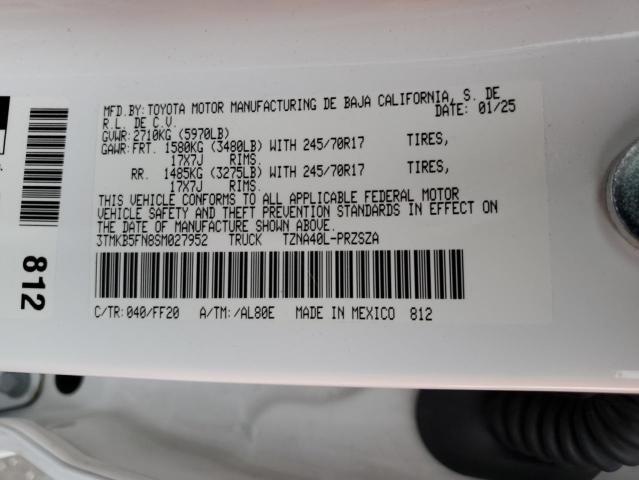 MFD.BY:TOYOTA MOTOR MANUFACTURING DE BAJA CALIFORNIA, S. DE
R.L. DE C.V. DATE: 01/25
GVWR:2710KG (5970LB)
GAWR:FRT. 1580KG (3480LB) WITH 245/70R17 TIRES,
17X7J RIMS.
RR. 1485KG (3275LB) WITH 245/70R17 TIRES,
17X7J RIMS.
THIS VEHICLE CONFORMS TO ALL APPLICABLE FEDERAL MOTOR
VEHICLE SAFETY AND THEFT PREVENTION STANDARDS IN EFFECT ON
THE DATE OF MANUFACTURE SHOWN ABOVE.
3TMKB5FN8SM027952 TRUCK TZNA40L-PRZSZA
C/TR:040/FF20 A/TM:/AL80E MADE IN MEXICO 812
812